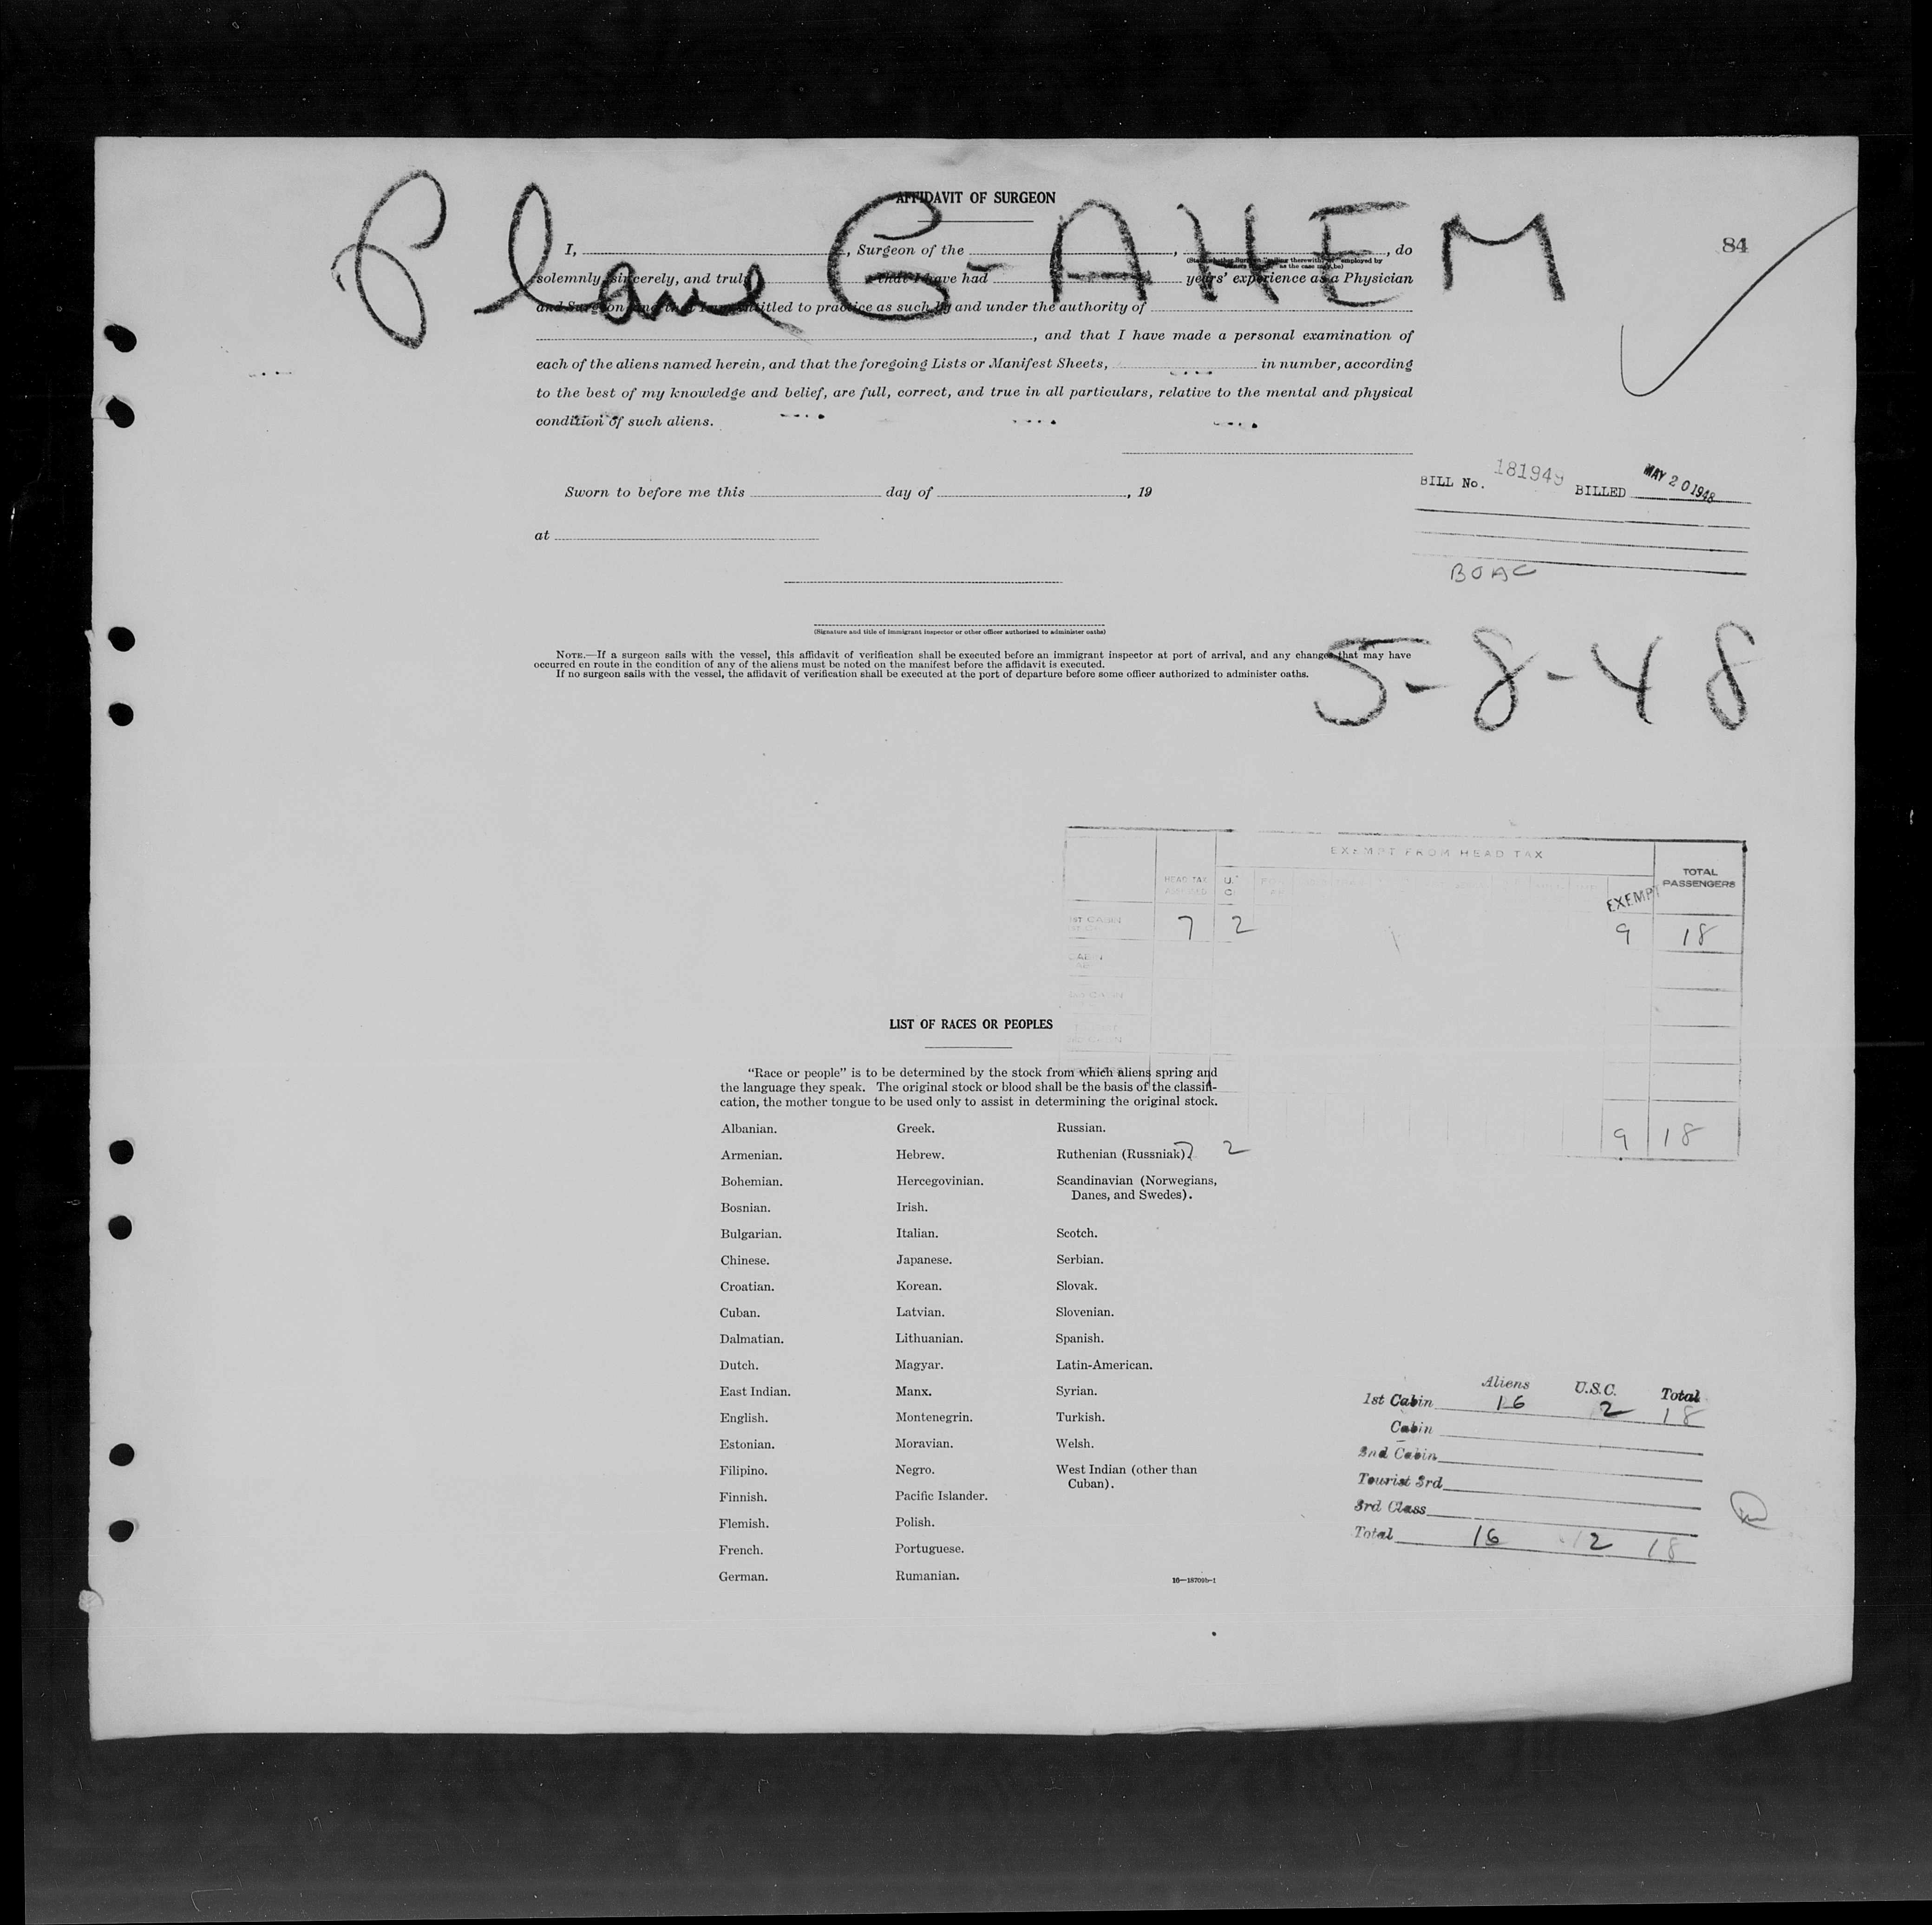 Plane G-AHEM
AFFIDAVIT OF SURGEON
84
I, , Surgeon of the , , do
solemnly, sincerely, and truly that I have had years' experience as a Physician
and Surgeon and that I am entitled to practice as such by and under the authority of
, and that I have made a personal examination of
each of the aliens named herein, and that the foregoing Lists or Manifest Sheets, in number, according
to the best of my knowledge and belief, are full, correct, and true in all particulars, relative to the mental and physical
condition of such aliens.
Sworn to before me this day of , 19
at
BILL No. 181949 BILLED MAY 20 1948
BOAC
(Signature and title of immigrant inspector or other officer authorized to administer oaths)
5-8-48
NOTE.—If a surgeon sails with the vessel, this affidavit of verification shall be executed before an immigrant inspector at port of arrival, and any changes that may have
occurred en route in the condition of any of the aliens must be noted on the manifest before the affidavit is executed.
If no surgeon sails with the vessel, the affidavit of verification shall be executed at the port of departure before some officer authorized to administer oaths.
EXEMPT FROM HEAD TAX
HEAD TAX U. C. EXEMPT TOTAL PASSENGERS
1ST CABIN 7 2 9 18
9 18
LIST OF RACES OR PEOPLES
"Race or people" is to be determined by the stock from which aliens spring and
the language they speak. The original stock or blood shall be the basis of the classifi-
cation, the mother tongue to be used only to assist in determining the original stock.
Albanian. Greek. Russian.
Armenian. Hebrew. Ruthenian (Russniak). 7 2
Bohemian. Hercegovinian. Scandinavian (Norwegians,
Danes, and Swedes).
Bosnian. Irish.
Bulgarian. Italian. Scotch.
Chinese. Japanese. Serbian.
Croatian. Korean. Slovak.
Cuban. Latvian. Slovenian.
Dalmatian. Lithuanian. Spanish.
Dutch. Magyar. Latin-American.
East Indian. Manx. Syrian.
English. Montenegrin. Turkish.
Estonian. Moravian. Welsh.
Filipino. Negro. West Indian (other than
Cuban).
Finnish. Pacific Islander.
Flemish. Polish.
French. Portuguese.
German. Rumanian.
16—18709b-1
Aliens U.S.C. Total
1st Cabin 16 2 18
Cabin
2nd Cabin
Tourist 3rd
3rd Class
Total 16 2 18